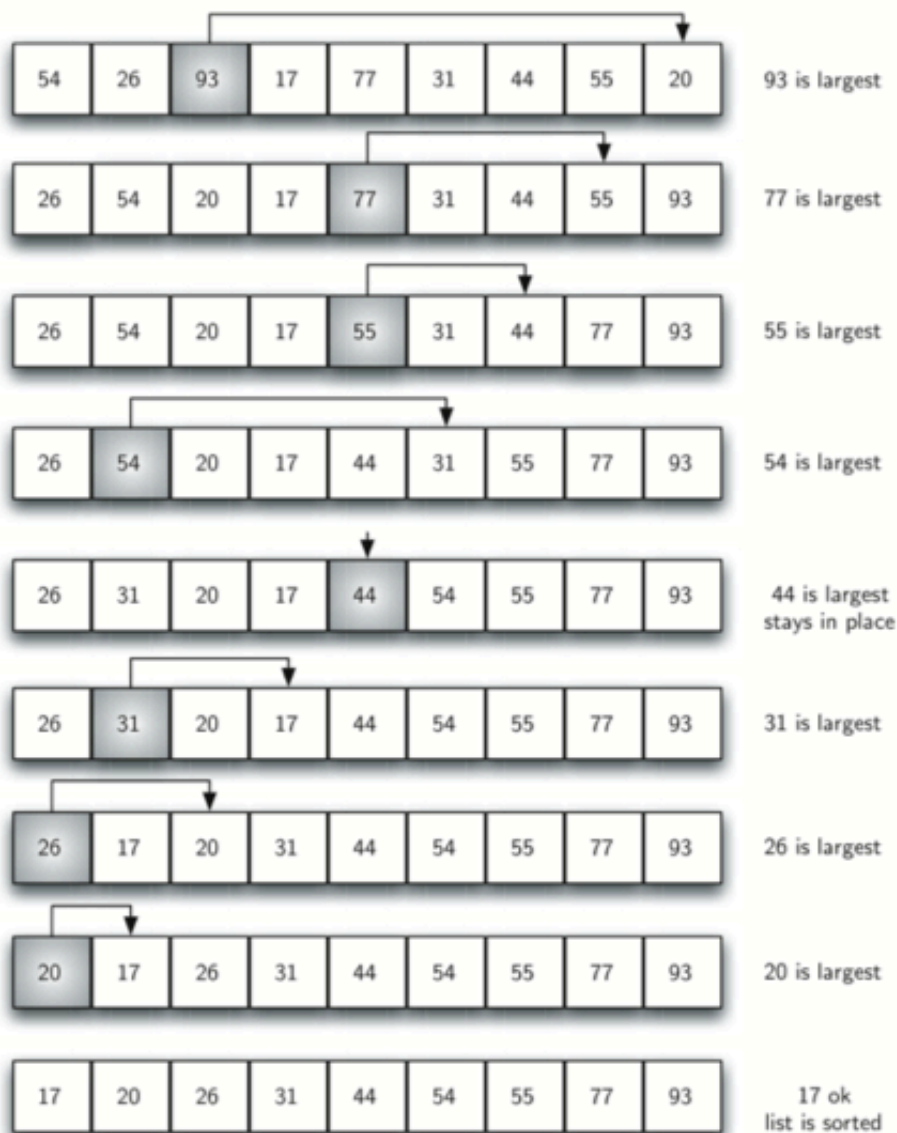 54 26 93 17 77 31 44 55 20 93 is largest
26 54 20 17 77 31 44 55 93 77 is largest
26 54 20 17 55 31 44 77 93 55 is largest
26 54 20 17 44 31 55 77 93 54 is largest
26 31 20 17 44 54 55 77 93 44 is largest
stays in place
26 31 20 17 44 54 55 77 93 31 is largest
26 17 20 31 44 54 55 77 93 26 is largest
20 17 26 31 44 54 55 77 93 20 is largest
17 20 26 31 44 54 55 77 93 17 ok
list is sorted